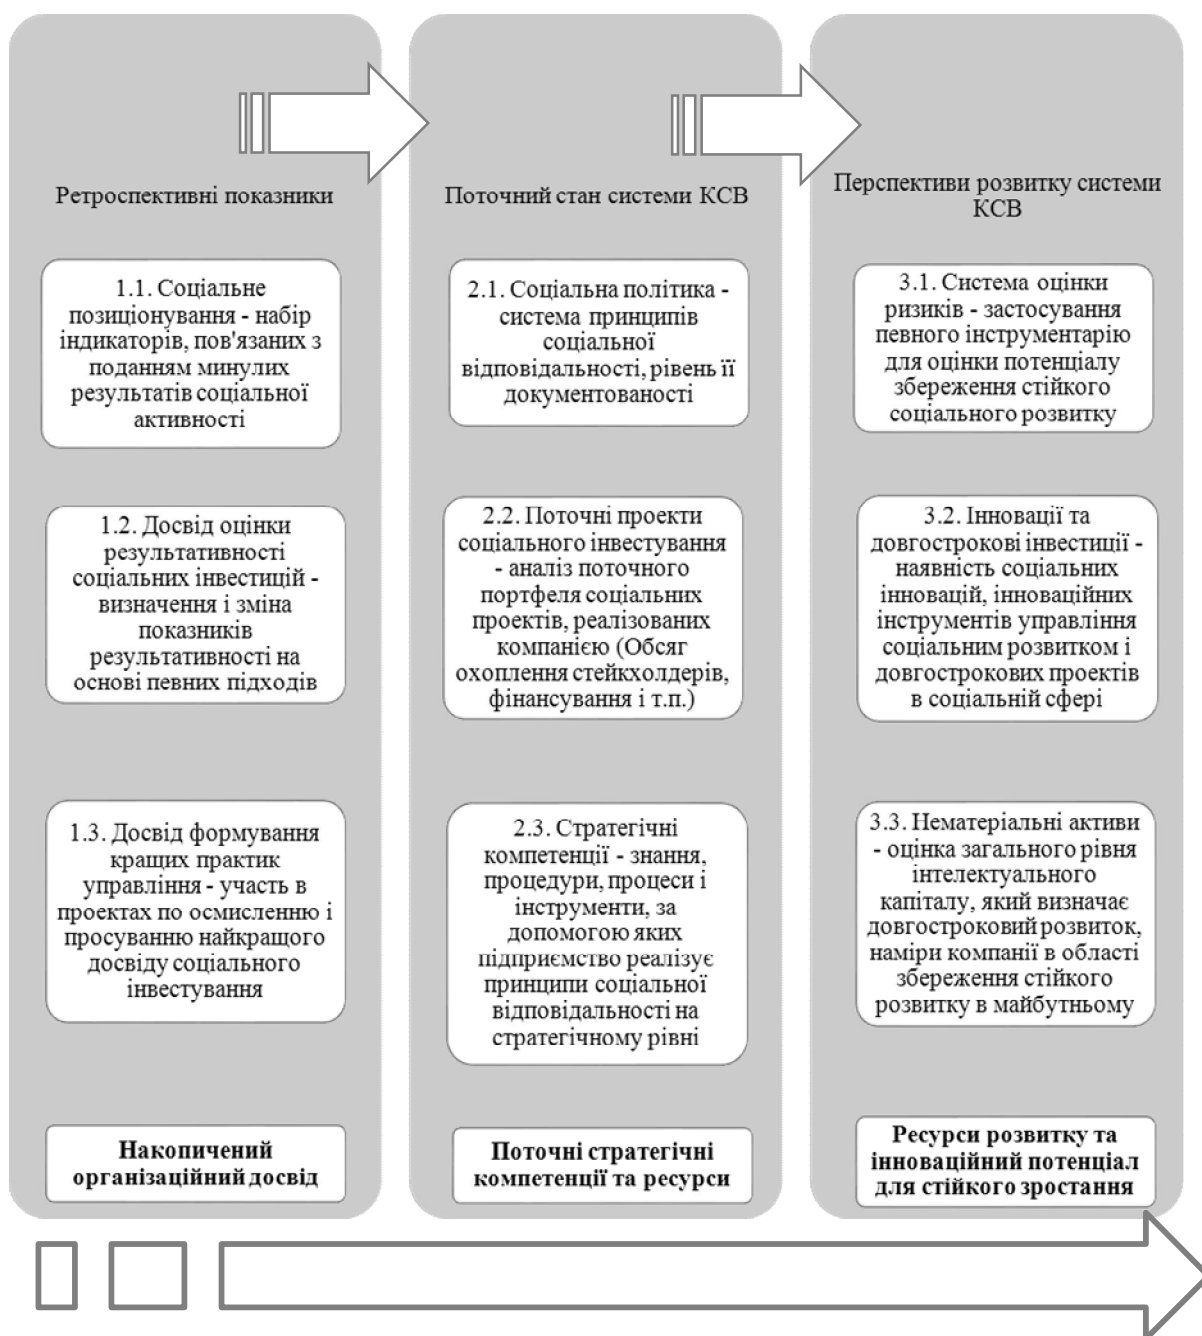 Ретроспективні показники
1.1. Соціальне
позиціонування - набір
індикаторів, пов'язаних з
поданням минулих
результатів соціальної
активності
1.2. Досвід оцінки
результативності
соціальних інвестицій -
визначення і зміна
показників
результативності на
основі певних підходів
1.3. Досвід формування
кращих практик
управління - участь в
проектах по осмисленню і
просуванню найкращого
досвіду соціального
інвестування
Накопичений
організаційний досвід
Поточний стан системи КСВ
2.1. Соціальна політика -
система принципів
соціальної
відповідальності, рівень її
документованості
2.2. Поточні проекти
соціального інвестування
- аналіз поточного
портфеля соціальних
проектів, реалізованих
компанією (Обсяг
охоплення стейкхолдерів,
фінансування і т.п.)
2.3. Стратегічні
компетенції - знання,
процедури, процеси і
інструменти, за
допомогою яких
підприємство реалізує
принципи соціальної
відповідальності на
стратегічному рівні
Поточні стратегічні
компетенції та ресурси
Перспективи розвитку системи
КСВ
3.1. Система оцінки
ризиків - застосування
певного інструментарію
для оцінки потенціалу
збереження стійкого
соціального розвитку
3.2. Інновації та
довгострокові інвестиції -
наявність соціальних
інновацій, інноваційних
інструментів управління
соціальним розвитком і
довгострокових проектів
в соціальній сфері
3.3. Нематеріальні активи
- оцінка загального рівня
інтелектуального
капіталу, який визначає
довгостроковий розвиток,
наміри компанії в області
збереження стійкого
розвитку в майбутньому
Ресурси розвитку та
інноваційний потенціал
для стійкого зростання